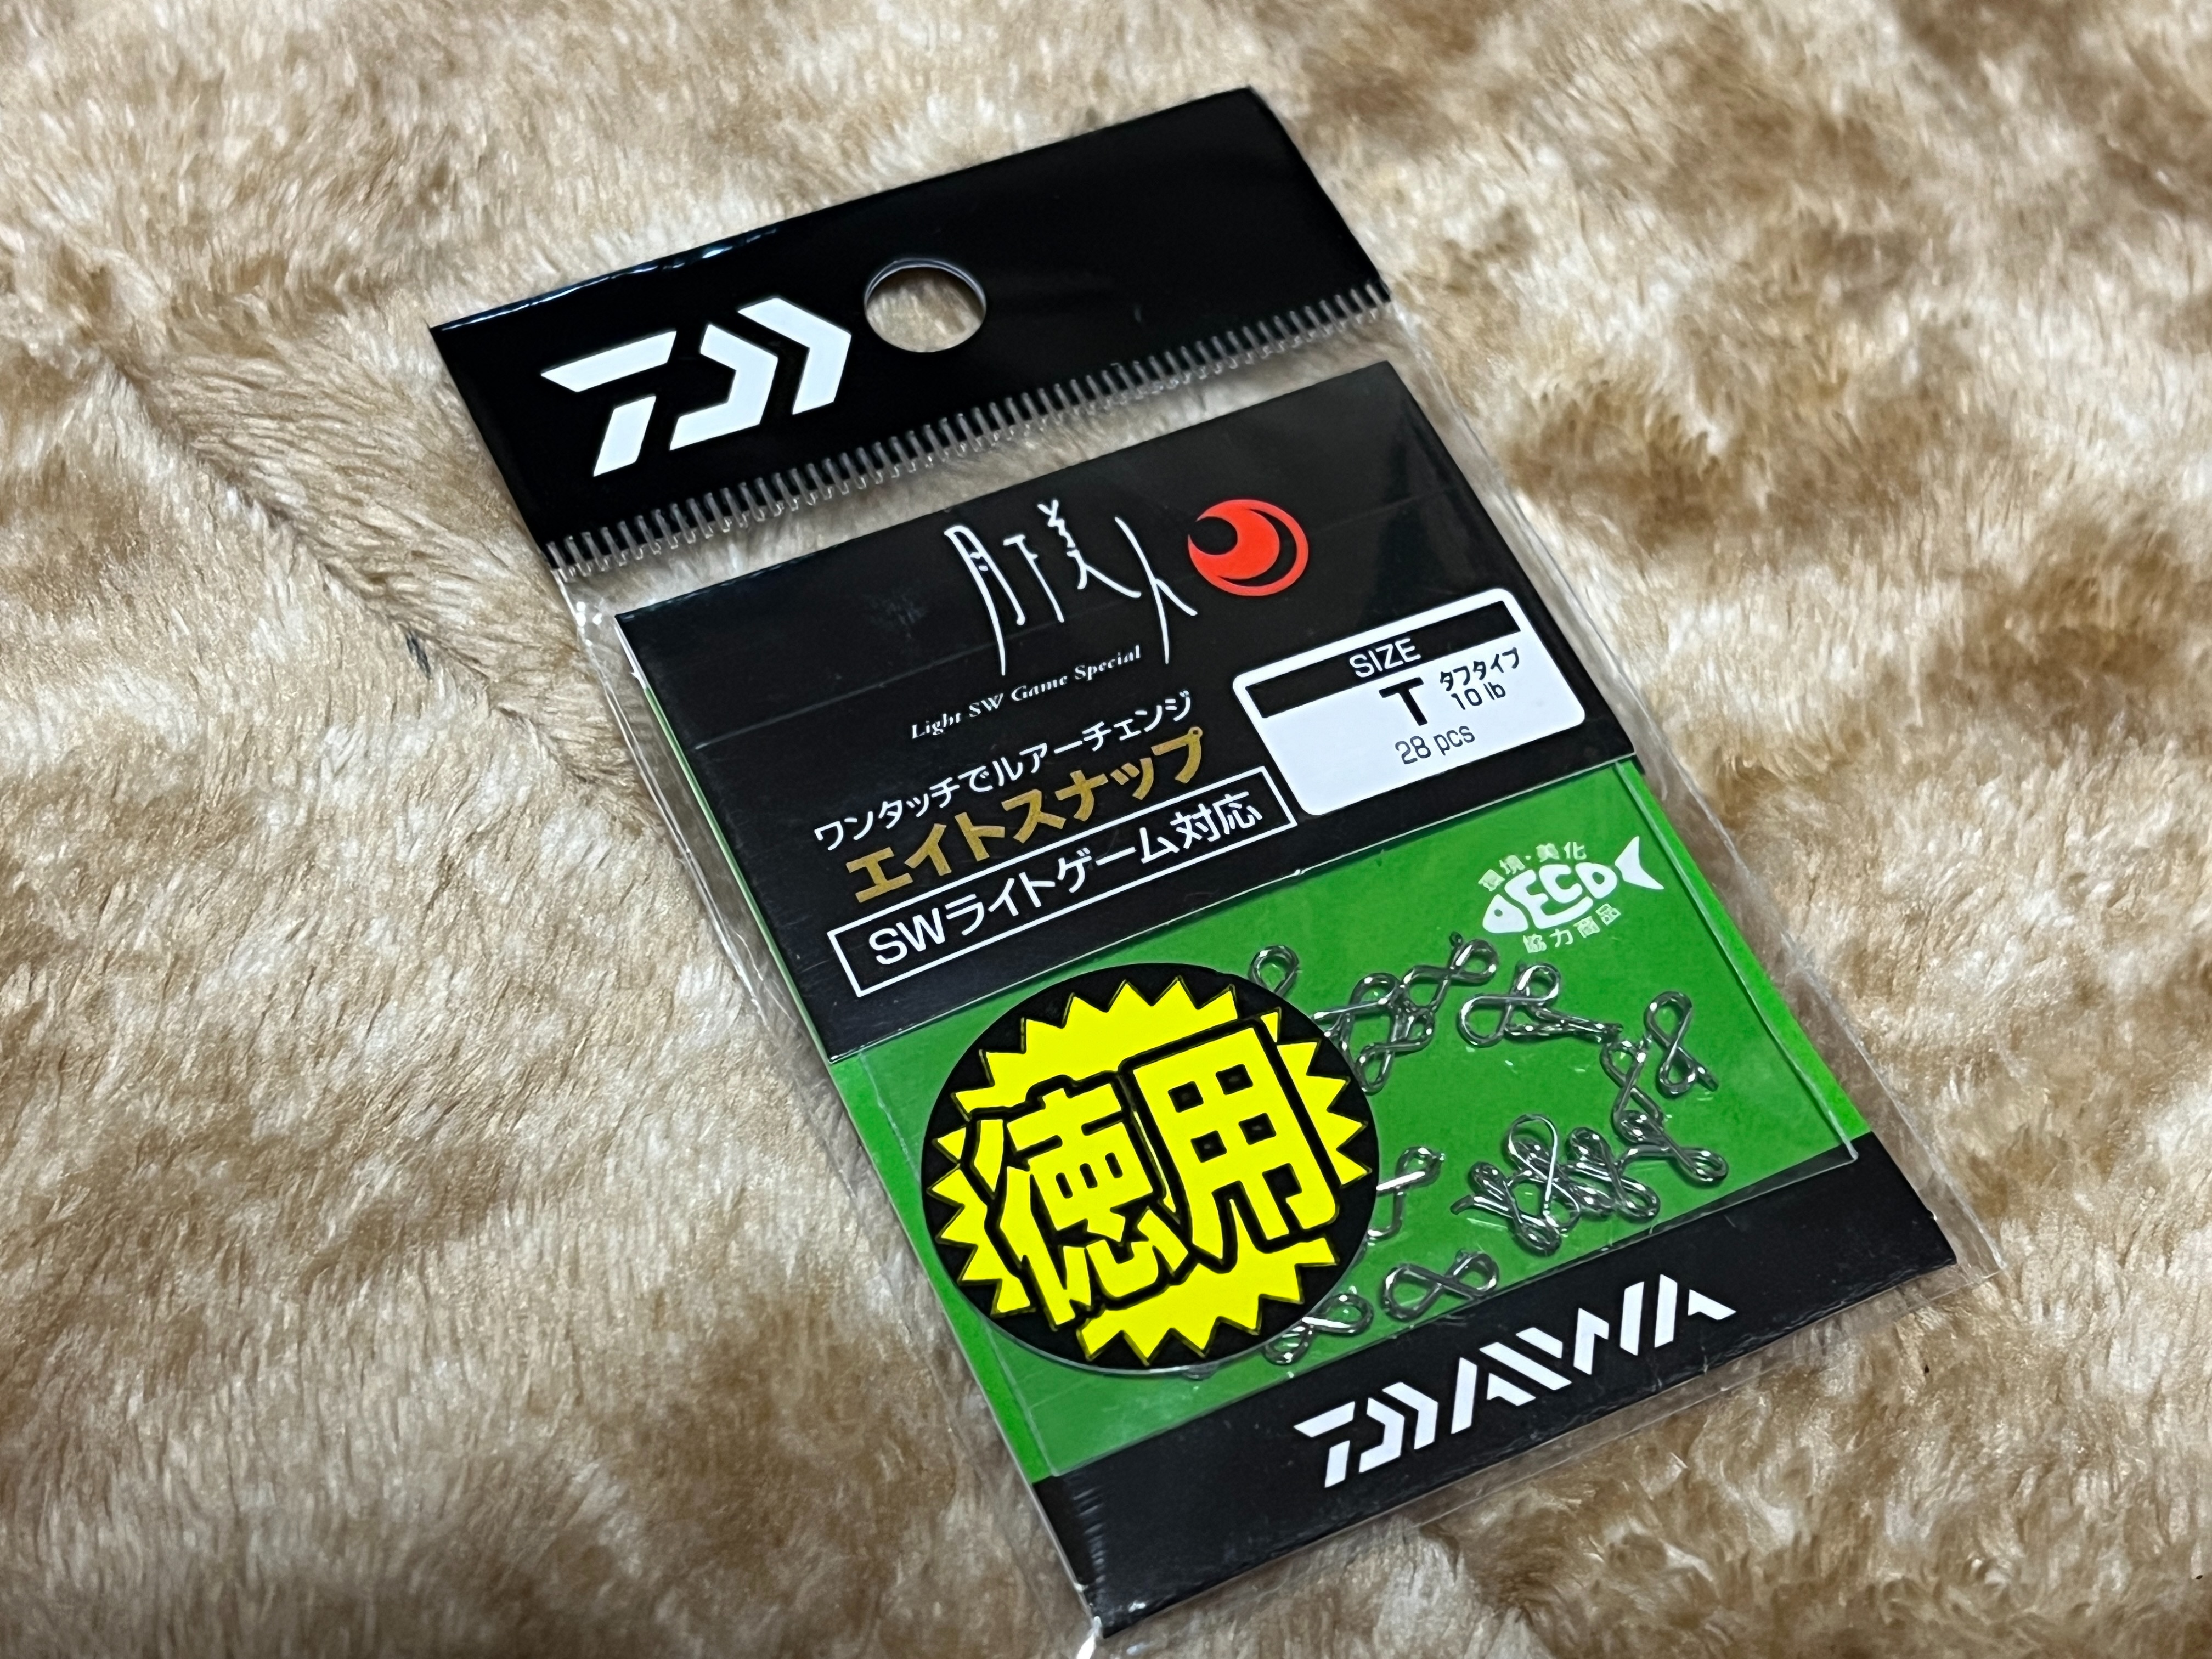 月下美人
Light SW Game Special
ワンタッチでルアーチェンジ
エイトスナップ
SWライトゲーム対応
SIZE
T タフタイプ
10 lb
28 pcs
環境・美化
ECO
協力商品
徳用
DAIWA